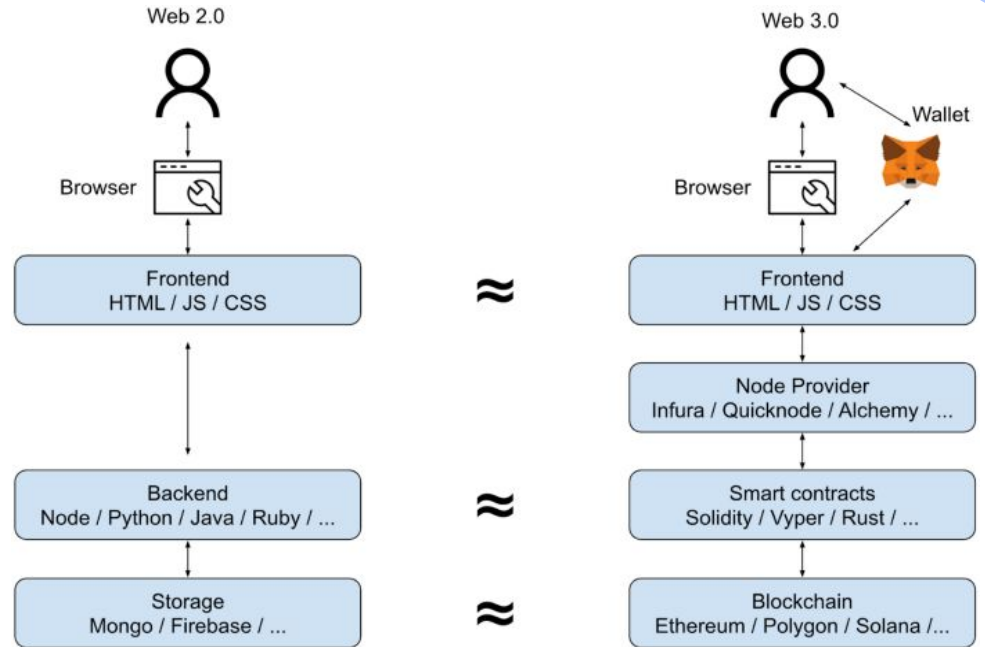 Web 2.0
Browser
Frontend
HTML / JS / CSS
Backend
Node / Python / Java / Ruby / ...
Storage
Mongo / Firebase / ...
≈
≈
≈
Web 3.0
Wallet
Browser
Frontend
HTML / JS / CSS
Node Provider
Infura / Quicknode / Alchemy / ...
Smart contracts
Solidity / Vyper / Rust / ...
Blockchain
Ethereum / Polygon / Solana /...